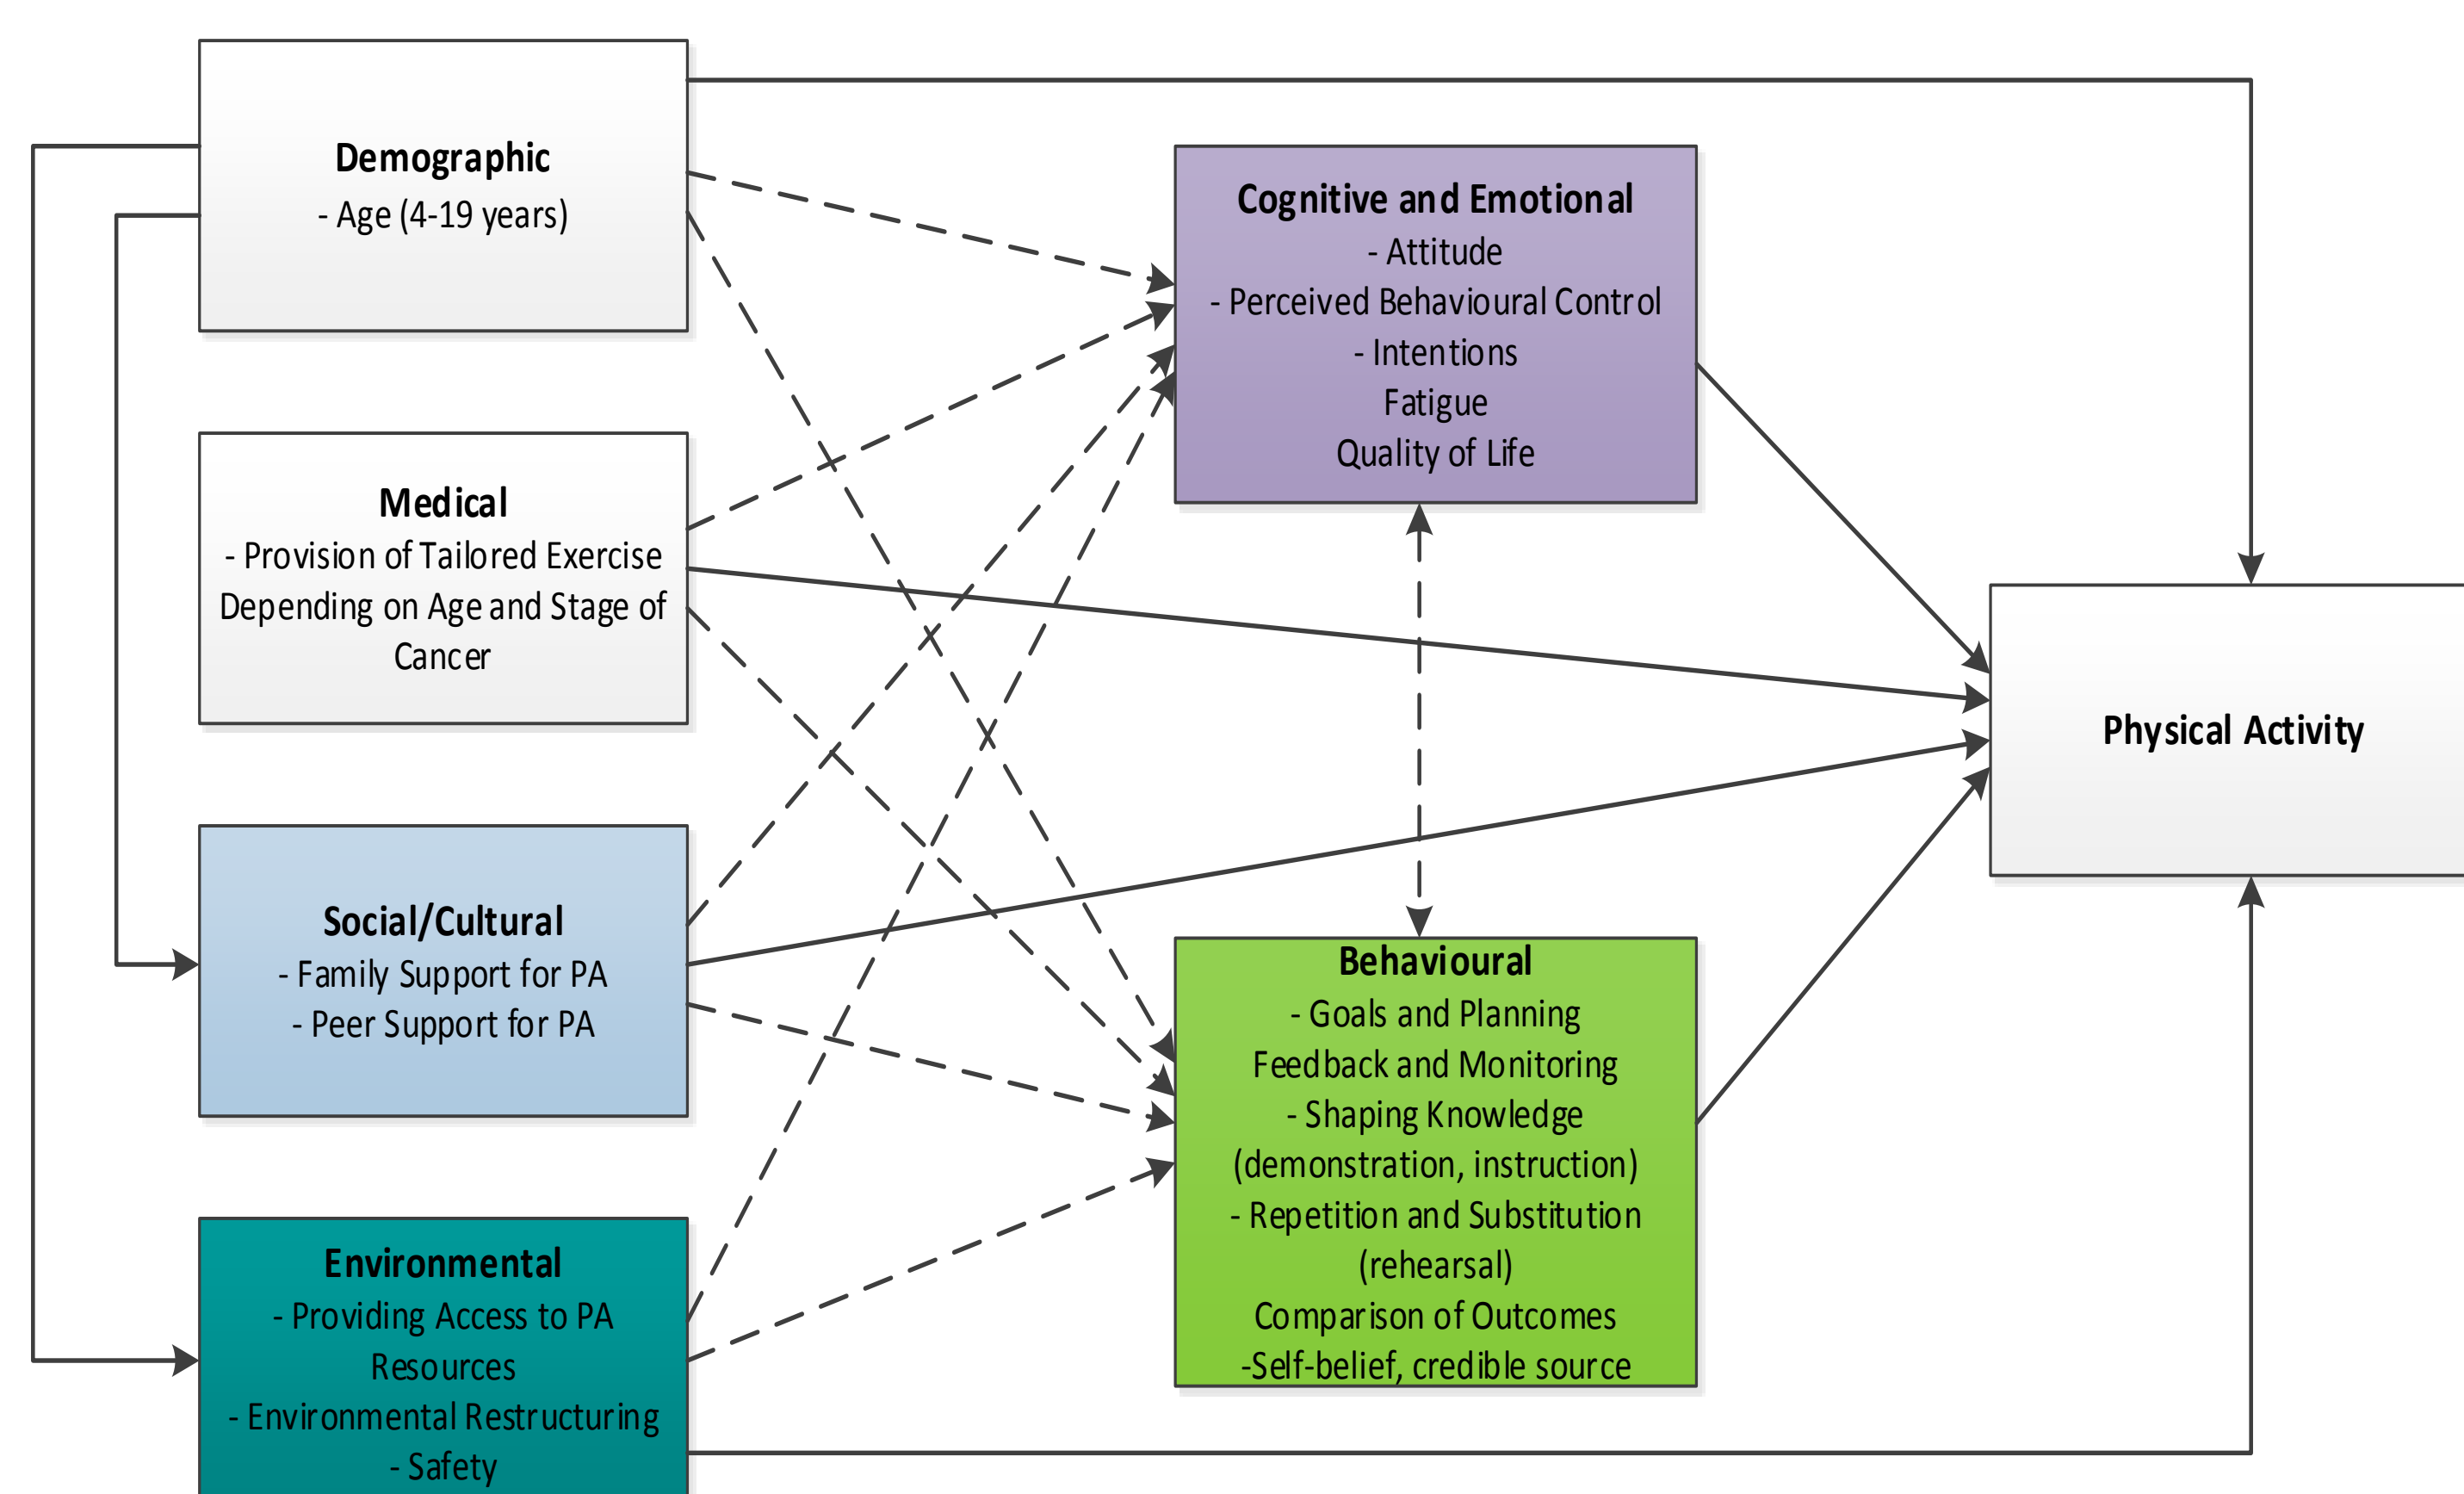 Demographic
- Age (4-19 years)
Medical
- Provision of Tailored Exercise
Depending on Age and Stage of
Cancer
Social/Cultural
- Family Support for PA
- Peer Support for PA
Environmental
- Providing Access to PA
Resources
- Environmental Restructuring
- Safety
Cognitive and Emotional
- Attitude
- Perceived Behavioural Control
- Intentions
Fatigue
Quality of Life
Behavioural
- Goals and Planning
Feedback and Monitoring
- Shaping Knowledge
(demonstration, instruction)
- Repetition and Substitution
(rehearsal)
Comparison of Outcomes
-Self-belief, credible source
Physical Activity